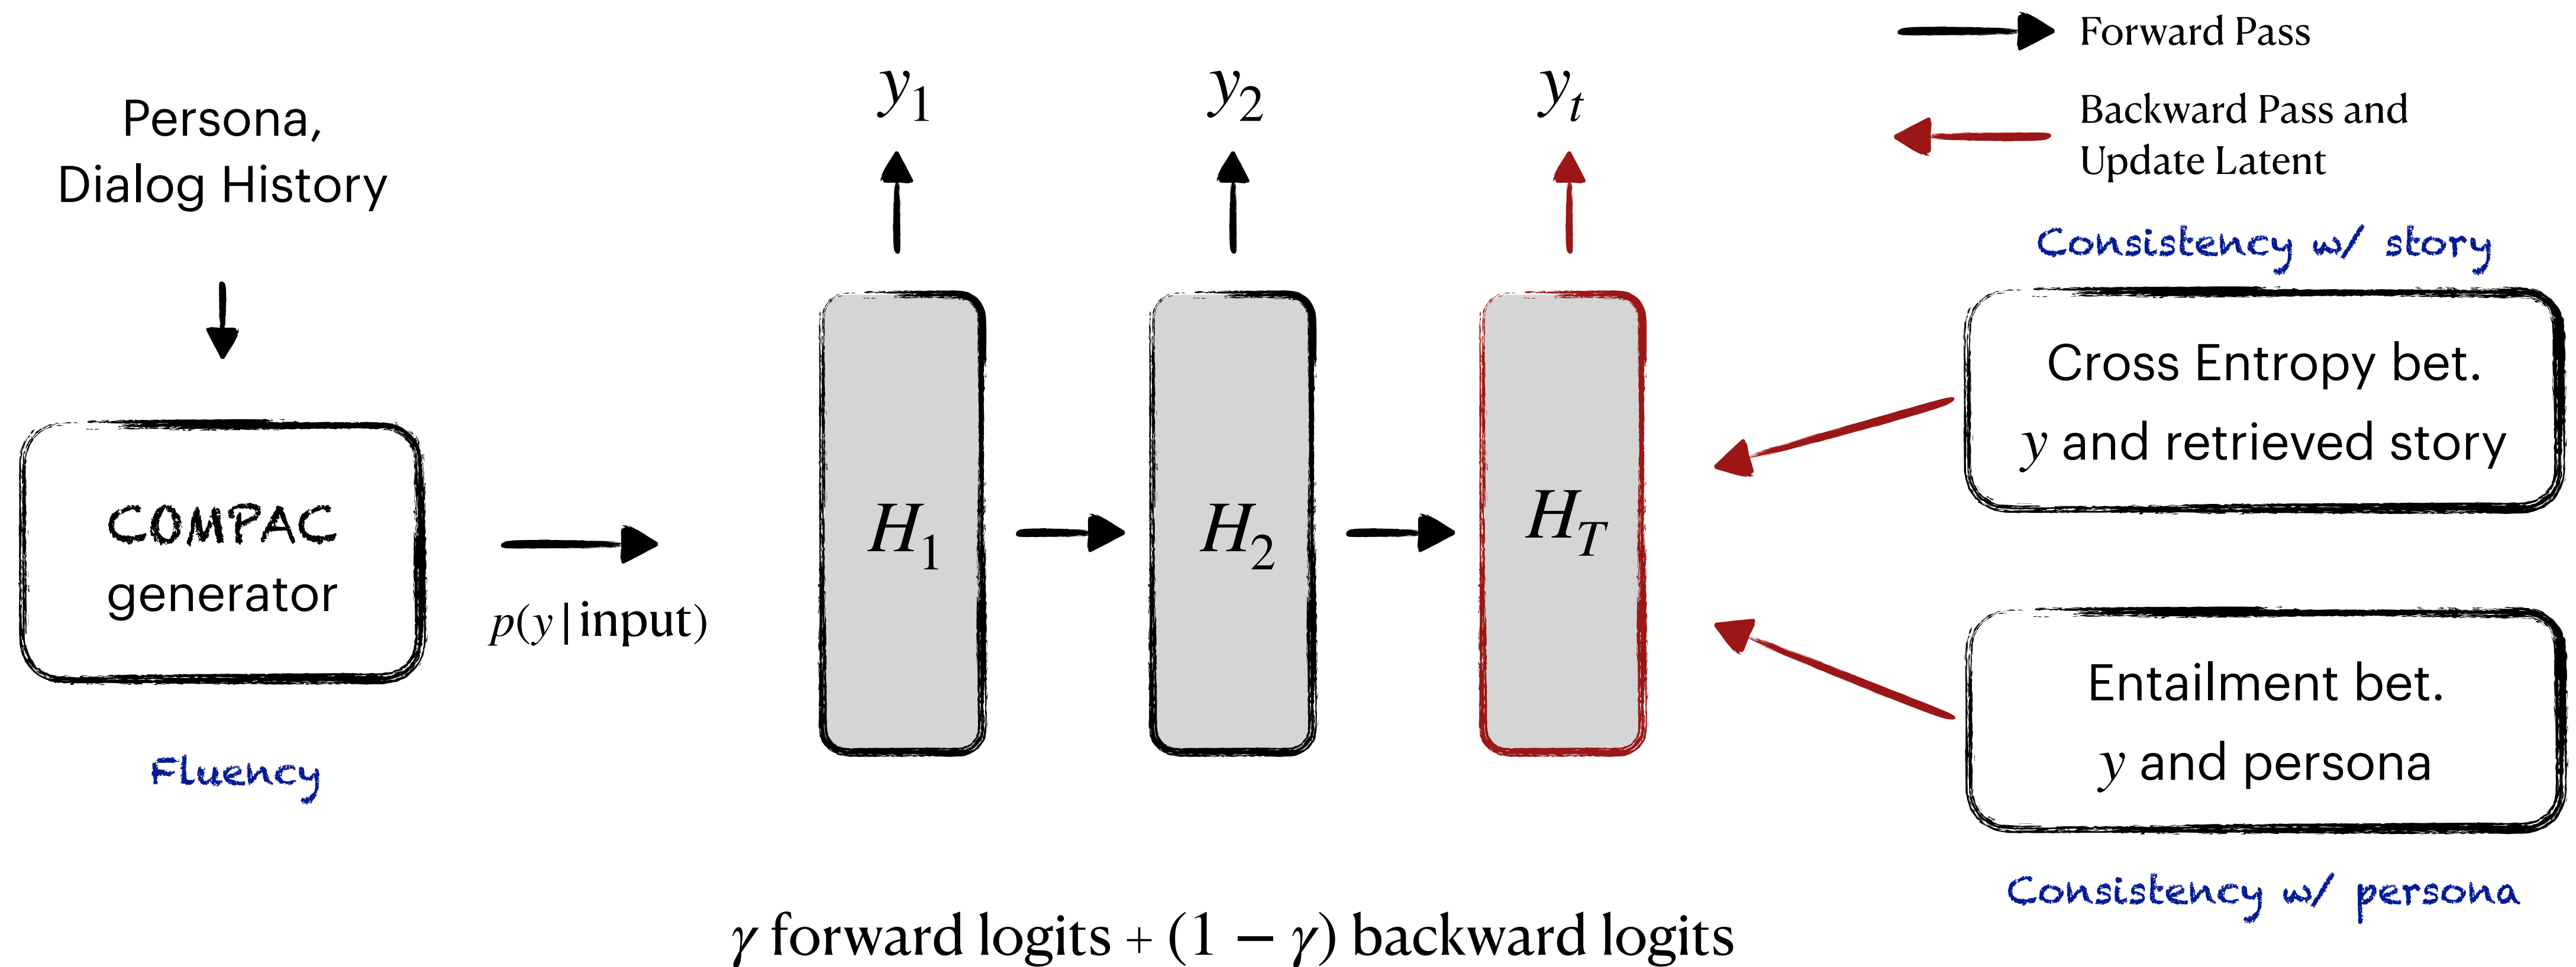 Persona,
Dialog History
COMPAC
generator
Fluency
p(y|input)
y₁
y₂
yₜ
H₁
H₂
H_T
γ forward logits + (1 − γ) backward logits
Forward Pass
Backward Pass and
Update Latent
Consistency w/ story
Cross Entropy bet.
y and retrieved story
Entailment bet.
y and persona
Consistency w/ persona